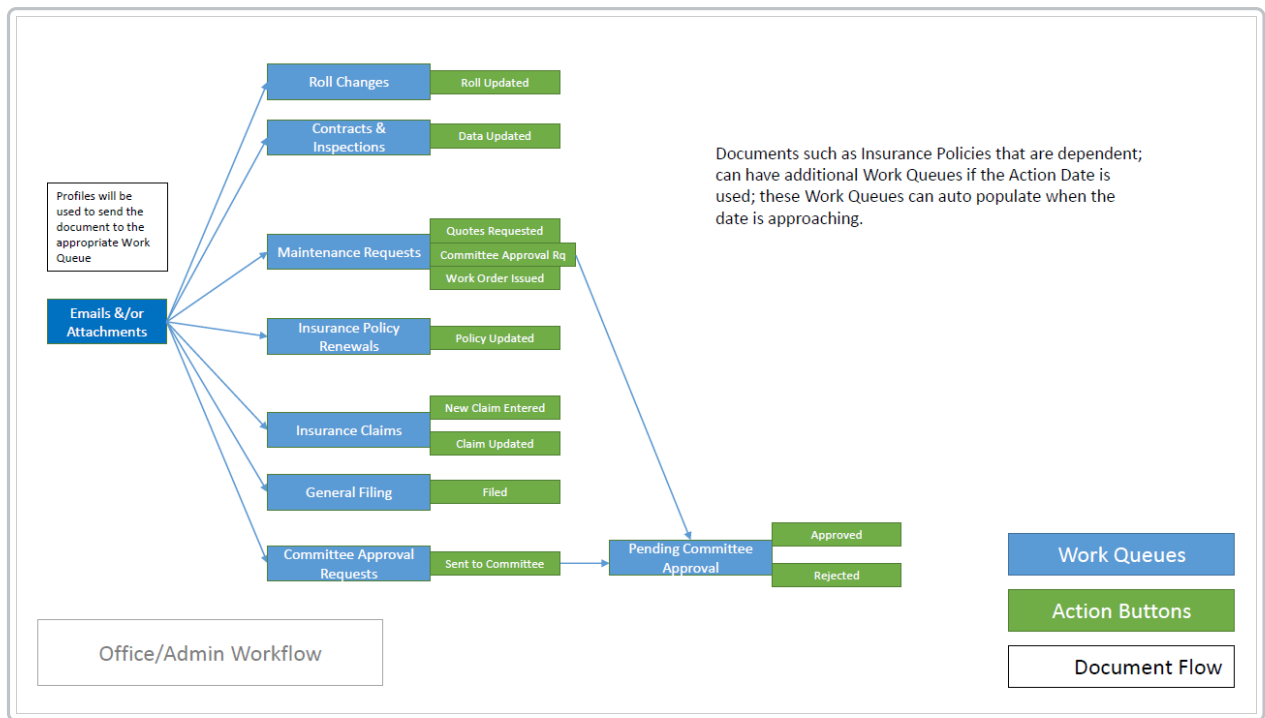 Roll Changes
Roll Updated
Contracts &
Inspections
Data Updated
Documents such as Insurance Policies that are dependent;
can have additional Work Queues if the Action Date is
used; these Work Queues can auto populate when the
date is approaching.
Profiles will be
used to send the
document to the
appropriate Work
Queue
Emails &/or
Attachments
Maintenance Requests
Quotes Requested
Committee Approval Rq
Work Order Issued
Insurance Policy
Renewals
Policy Updated
Insurance Claims
New Claim Entered
Claim Updated
General Filing
Filed
Committee Approval
Requests
Sent to Committee
Pending Committee
Approval
Approved
Rejected
Work Queues
Action Buttons
Document Flow
Office/Admin Workflow